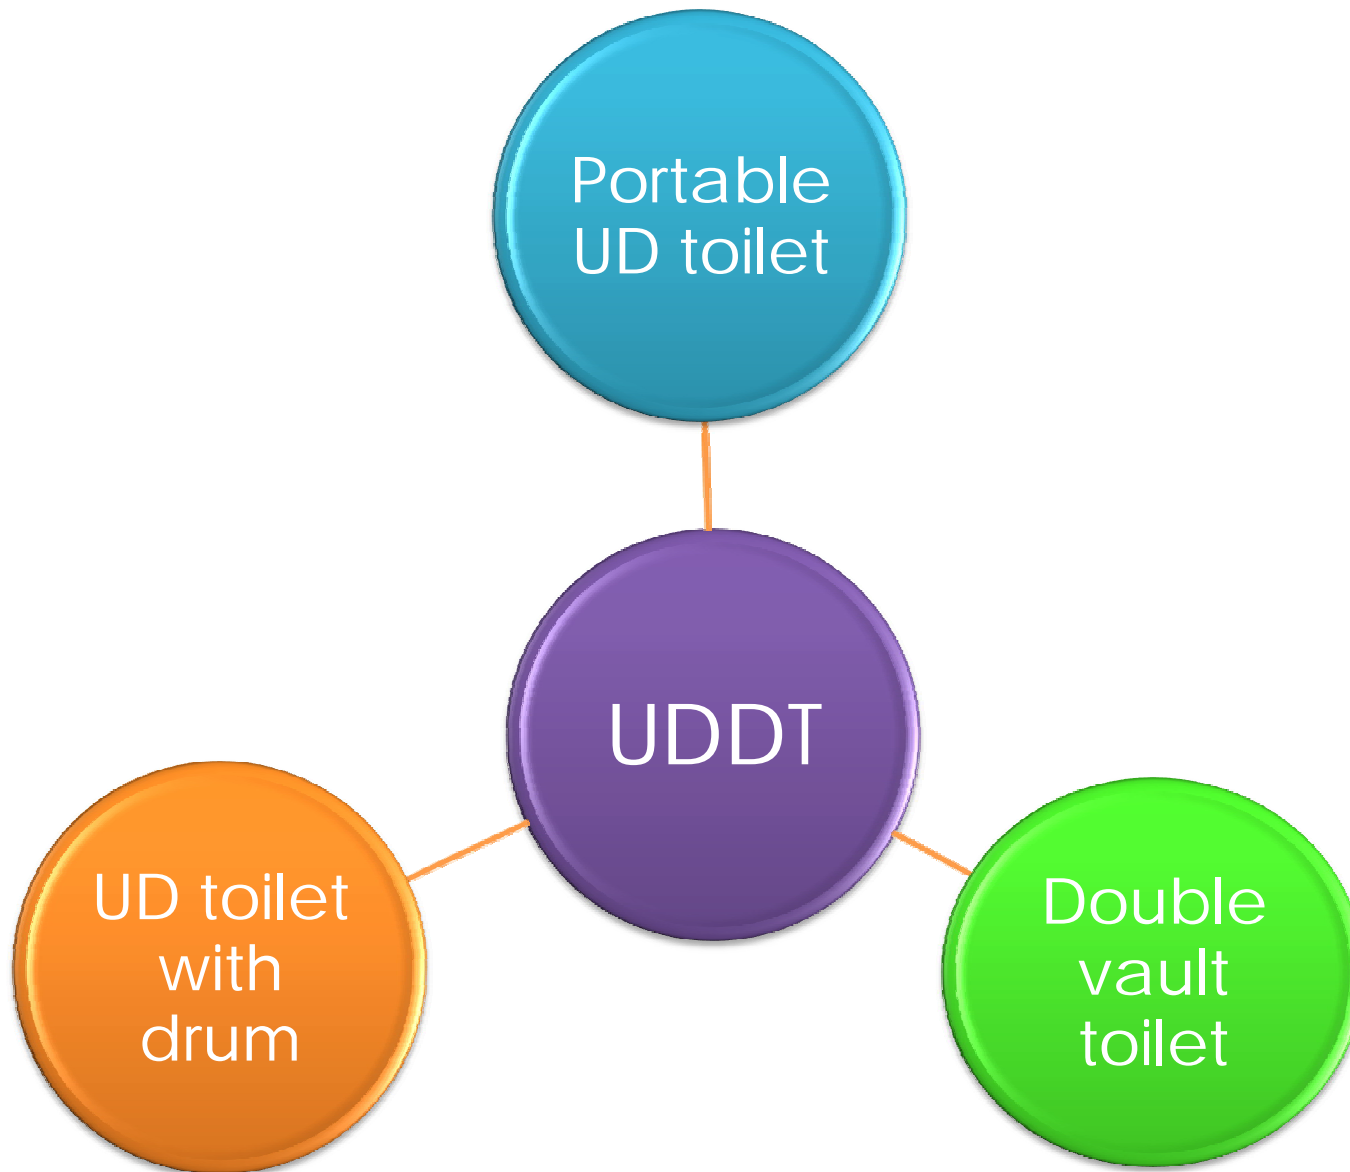 Portable
UD toilet
UDDT
UD toilet
with
drum
Double
vault
toilet